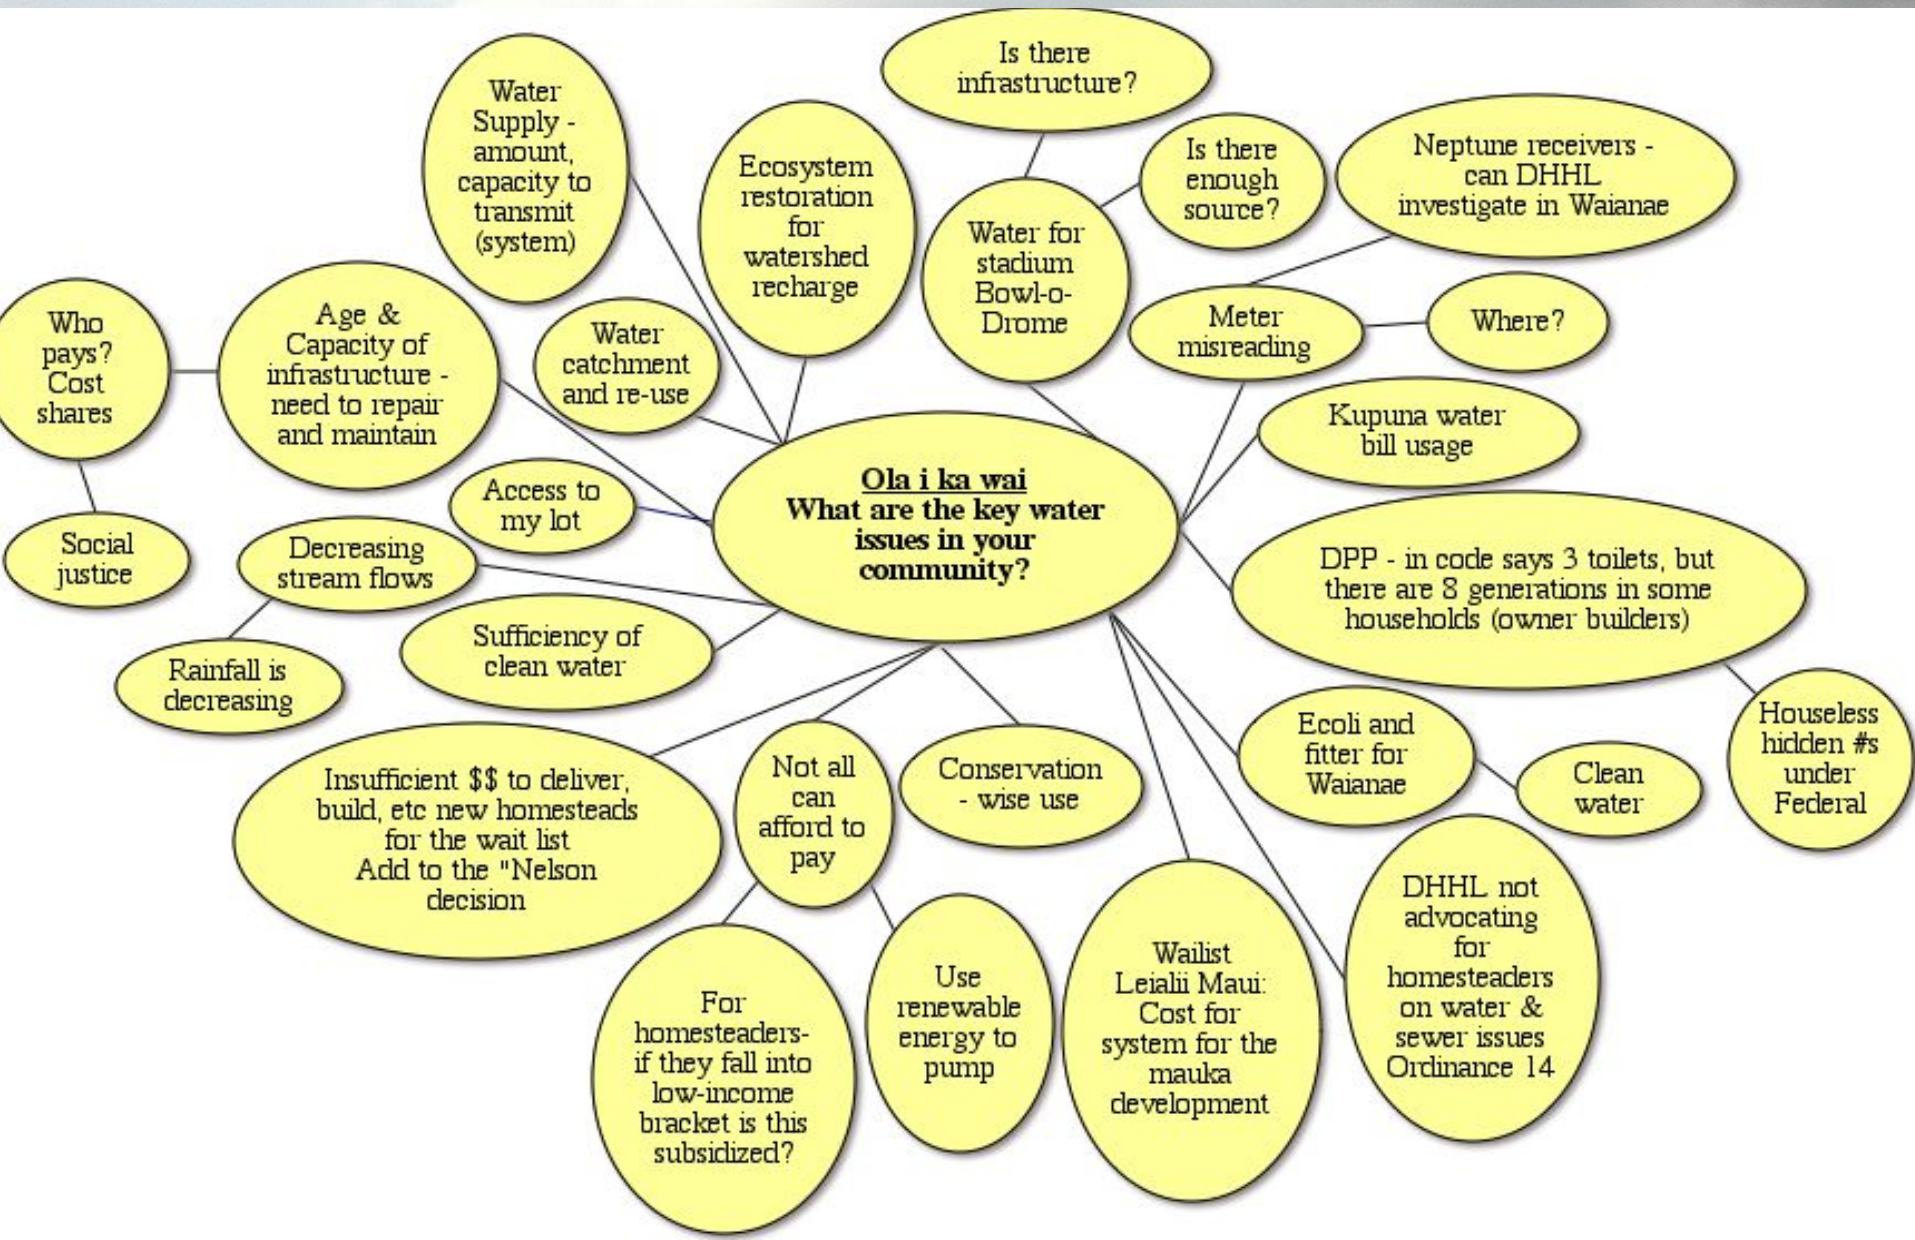 Is there
infrastructure?
Water
Supply -
amount,
capacity to
transmit
(system)
Ecosystem
restoration
for
watershed
recharge
Is there
enough
source?
Neptune receivers -
can DHHL
investigate in Waianae
Water for
stadium
Bowl-o-
Drome
Meter
misreading
Where?
Who
pays?
Cost
shares
Age &
Capacity of
infrastructure -
need to repair
and maintain
Water
catchment
and re-use
Kupuna water
bill usage
Ola i ka wai
What are the key water
issues in your
community?
Access to
my lot
Social
justice
Decreasing
stream flows
DPP - in code says 3 toilets, but
there are 8 generations in some
households (owner builders)
Rainfall is
decreasing
Sufficiency of
clean water
Houseless
hidden #s
under
Federal
Ecoli and
fitter for
Waianae
Clean
water
Insufficient $$ to deliver,
build, etc new homesteads
for the wait list
Add to the "Nelson
decision
Not all
can
afford to
pay
Conservation
- wise use
DHHL not
advocating
for
homesteaders
on water &
sewer issues
Ordinance 14
For
homesteaders-
if they fall into
low-income
bracket is this
subsidized?
Use
renewable
energy to
pump
Wailist
Leialii Maui:
Cost for
system for the
mauka
development